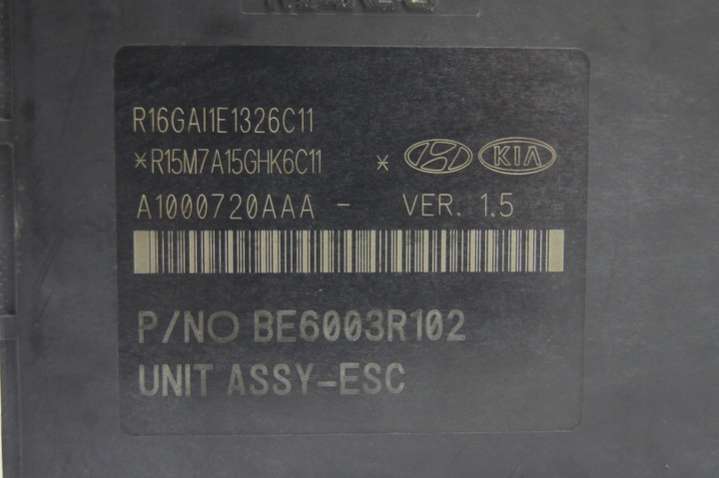 R16GAI1E1326C11
*R15M7A15GHK6C11 * KIA
A1000720AAA - VER. 1.5
P/NO BE6003R102
UNIT ASSY-ESC